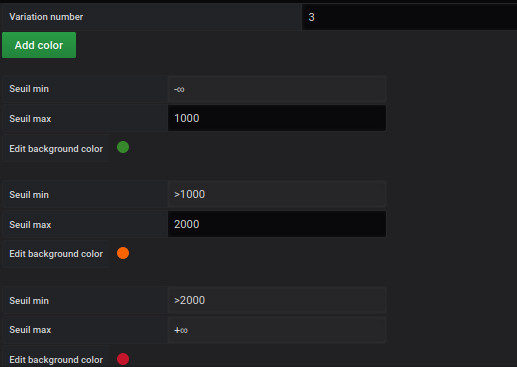 Variation number 3
Add color
Seuil min -∞
Seuil max 1000
Edit background color
Seuil min >1000
Seuil max 2000
Edit background color
Seuil min >2000
Seuil max +∞
Edit background color